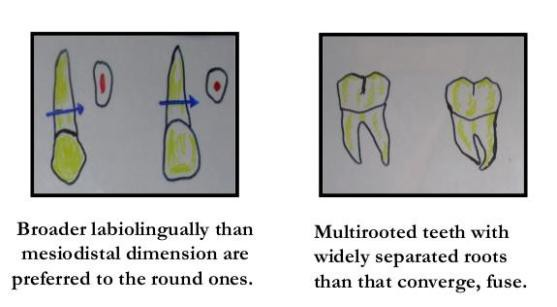 Broader labiolingually than
mesiodistal dimension are
preferred to the round ones.
Multirooted teeth with
widely separated roots
than that converge, fuse.